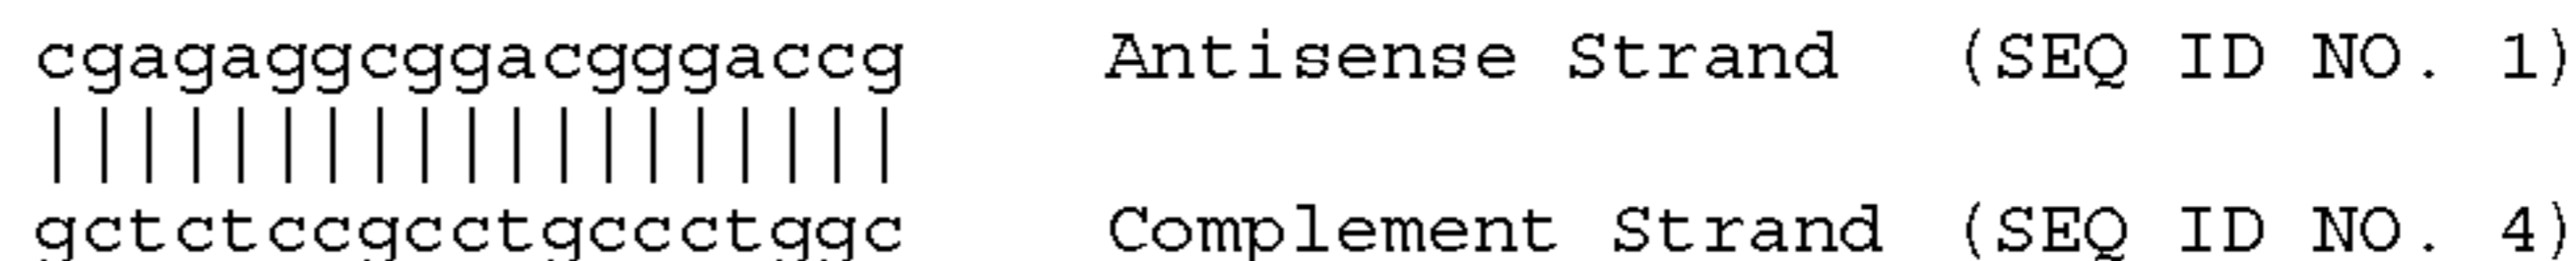 cgagaggcggacgggaccg Antisense Strand (SEQ ID NO. 1)
|||||||||||||||||||
gctctccgcctgccctggc Complement Strand (SEQ ID NO. 4)